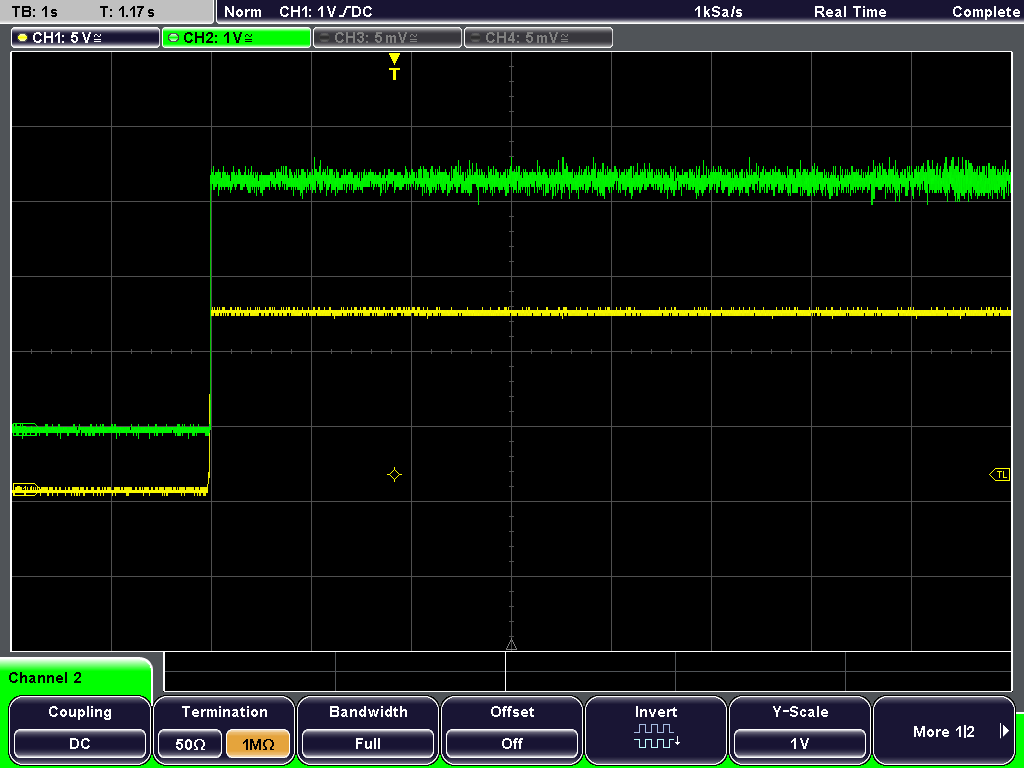 TB: 1s T: 1.17 s Norm CH1: 1V DC 1kSa/s Real Time Complete
CH1: 5 V≅ CH2: 1V≅ CH3: 5 mV≅ CH4: 5 mV≅
T
TL
Channel 2
Coupling Termination Bandwidth Offset Invert Y-Scale More 1|2
DC 50Ω 1MΩ Full Off 1V